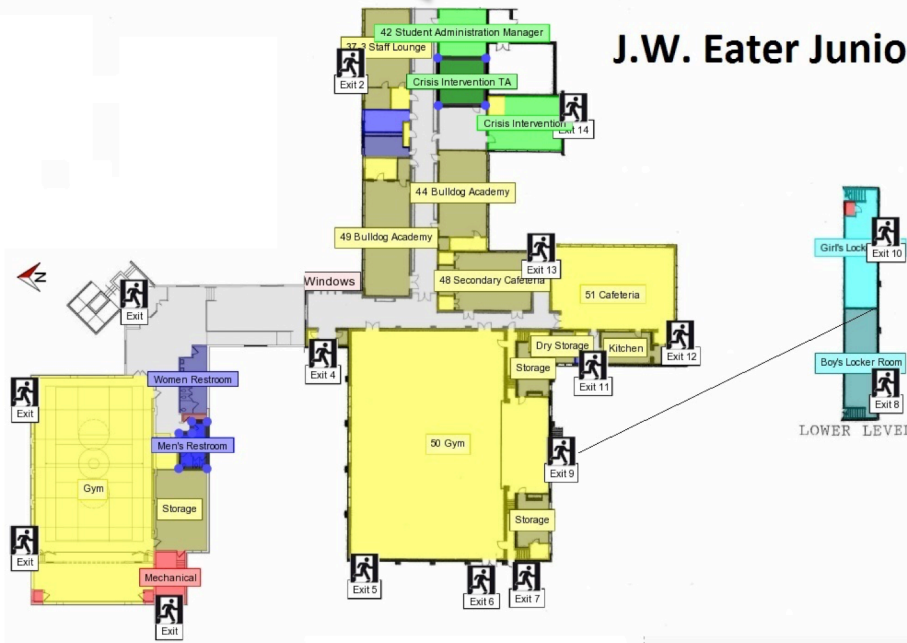 J.W. Eater Junio
42 Student Administration Manager
37-3 Staff Lounge
Exit 2
Crisis Intervention TA
Crisis Intervention
Exit 14
44 Bulldog Academy
49 Bulldog Academy
Exit 13
48 Secondary Cafeteria
51 Cafeteria
Windows
N
Exit
Exit 4
Dry Storage
Kitchen
Exit 12
Storage
Exit 11
Women Restroom
Exit
Men's Restroom
50 Gym
Exit 9
Gym
Storage
Storage
Exit
Mechanical
Exit
Exit 5
Exit 6
Exit 7
Girl's Lock
Exit 10
Boy's Locker Room
Exit 8
LOWER LEVEL